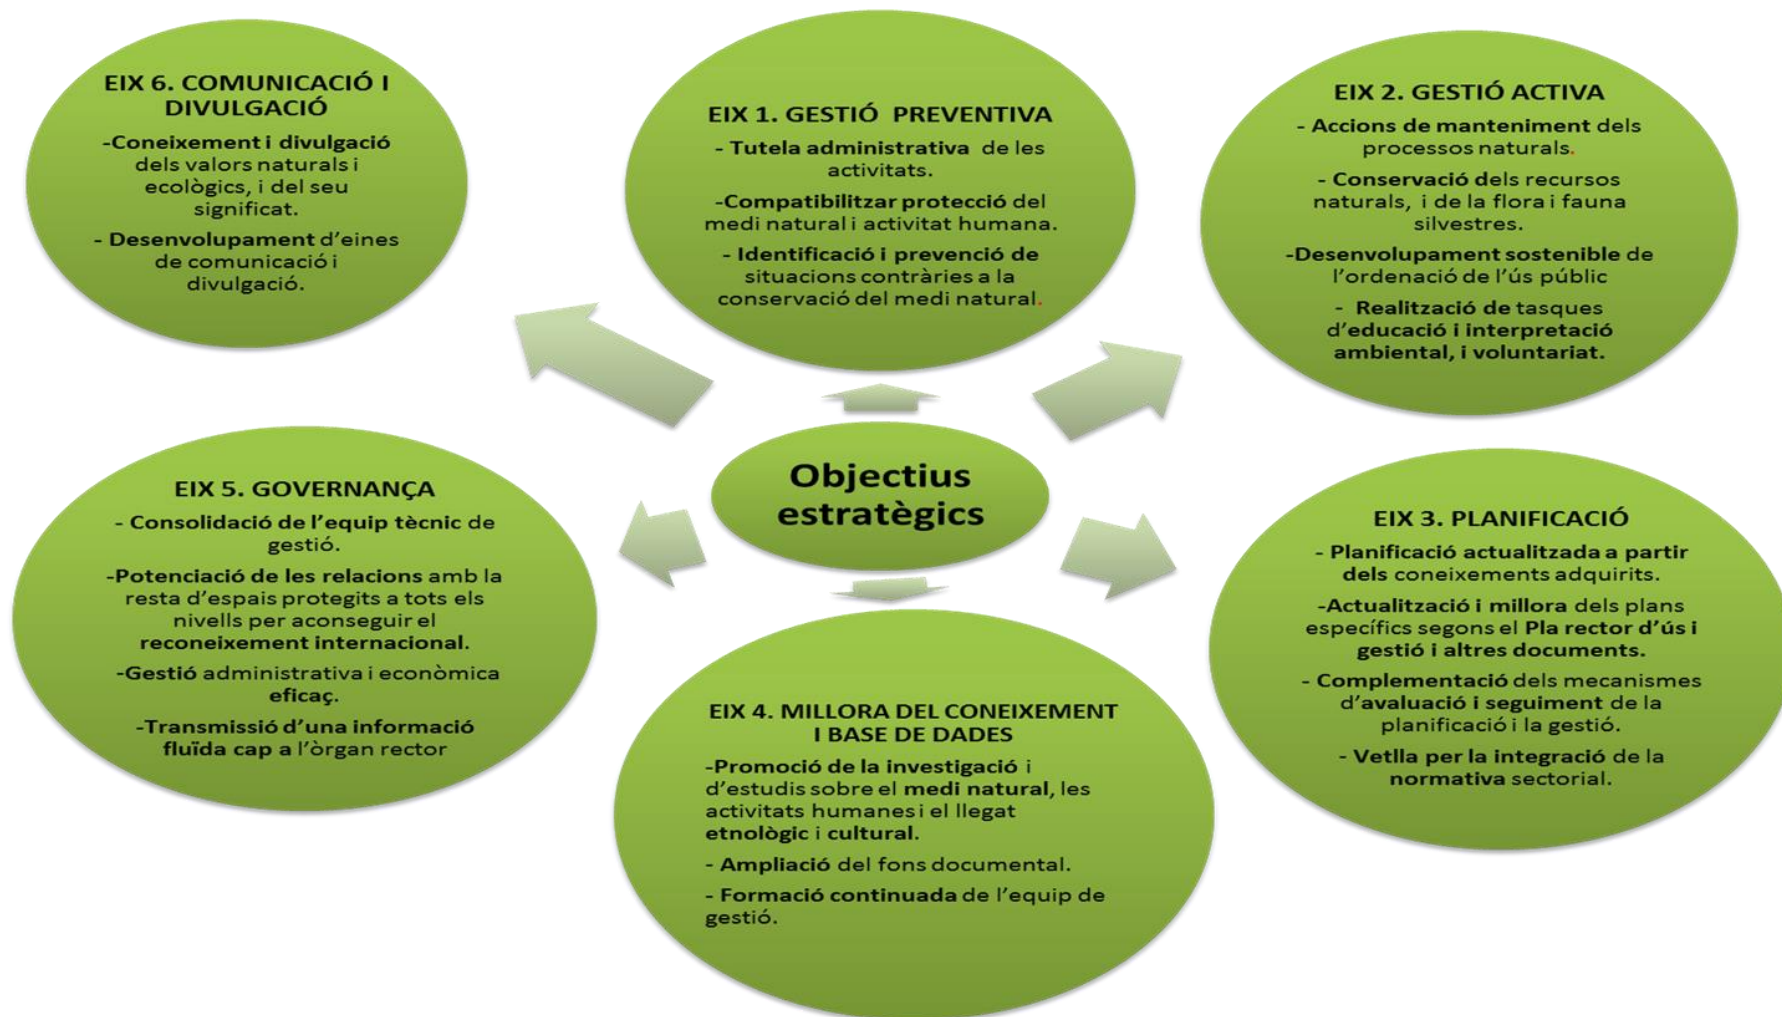 Objectius
estratègics
EIX 1. GESTIÓ PREVENTIVA
- Tutela administrativa de les
activitats.
-Compatibilitzar protecció del
medi natural i activitat humana.
- Identificació i prevenció de
situacions contràries a la
conservació del medi natural.
EIX 2. GESTIÓ ACTIVA
- Accions de manteniment dels
processos naturals.
- Conservació dels recursos
naturals, i de la flora i fauna
silvestres.
-Desenvolupament sostenible de
l’ordenació de l’ús públic
- Realització de tasques
d’educació i interpretació
ambiental, i voluntariat.
EIX 3. PLANIFICACIÓ
- Planificació actualitzada a partir
dels coneixements adquirits.
-Actualització i millora dels plans
específics segons el Pla rector d’ús i
gestió i altres documents.
- Complementació dels mecanismes
d’avaluació i seguiment de la
planificació i la gestió.
- Vetlla per la integració de la
normativa sectorial.
EIX 4. MILLORA DEL CONEIXEMENT
I BASE DE DADES
-Promoció de la investigació i
d’estudis sobre el medi natural, les
activitats humanes i el llegat
etnològic i cultural.
- Ampliació del fons documental.
- Formació continuada de l’equip de
gestió.
EIX 5. GOVERNANÇA
- Consolidació de l’equip tècnic de
gestió.
-Potenciació de les relacions amb la
resta d’espais protegits a tots els
nivells per aconseguir el
reconeixement internacional.
-Gestió administrativa i econòmica
eficaç.
-Transmissió d’una informació
fluïda cap a l’òrgan rector
EIX 6. COMUNICACIÓ I
DIVULGACIÓ
-Coneixement i divulgació
dels valors naturals i
ecològics, i del seu
significat.
- Desenvolupament d’eines
de comunicació i
divulgació.